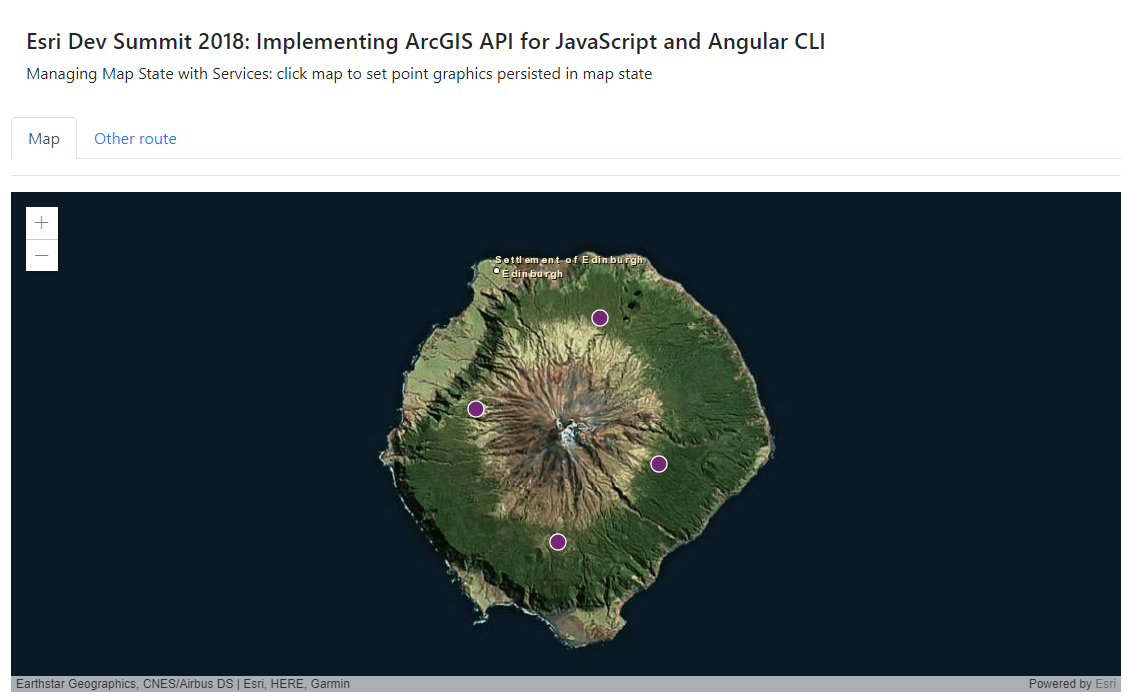 Esri Dev Summit 2018: Implementing ArcGIS API for JavaScript and Angular CLI
Managing Map State with Services: click map to set point graphics persisted in map state
Map Other route
+
−
Settlement of Edinburgh
Edinburgh
Earthstar Geographics, CNES/Airbus DS | Esri, HERE, Garmin Powered by Esri